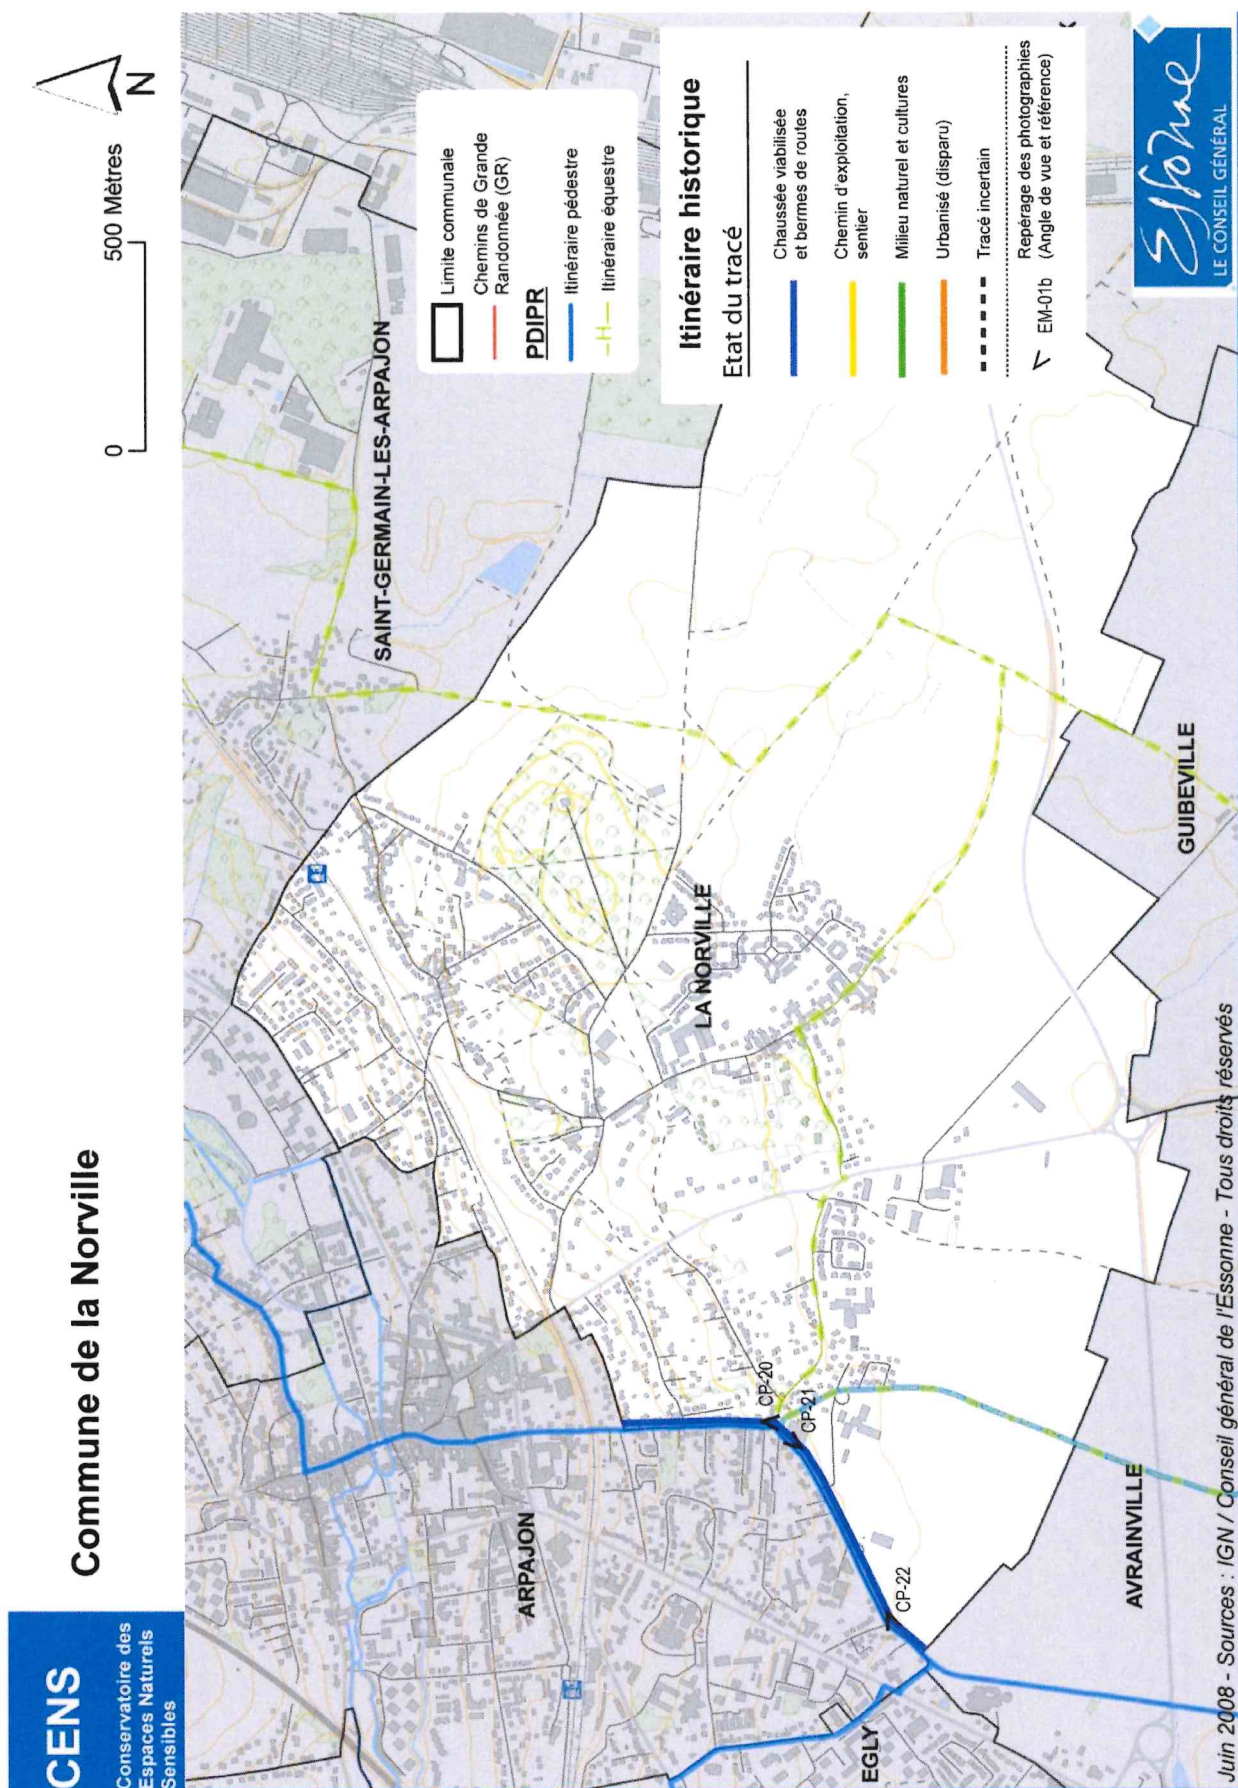 CENS
Conservatoire des
Espaces Naturels
Sensibles
Commune de la Norville
0
500 Mètres
N
SAINT-GERMAIN-LES-ARPAJON
ARPAJON
LA NORVILLE
EGLY
AVRAINVILLE
GUIBEVILLE
CP-20
CP-21
CP-22
Limite communale
Chemins de Grande
Randonnée (GR)
PDIPR
Itinéraire pédestre
–H–
Itinéraire équestre
Itinéraire historique
Etat du tracé
Chaussée viabilisée
et bermes de routes
Chemin d'exploitation,
sentier
Milieu naturel et cultures
Urbanisé (disparu)
Tracé incertain
EM-01b
Repérage des photographies
(Angle de vue et référence)
Essonne
LE CONSEIL GÉNÉRAL
Juin 2008 - Sources : IGN / Conseil général de l'Essonne - Tous droits réservés